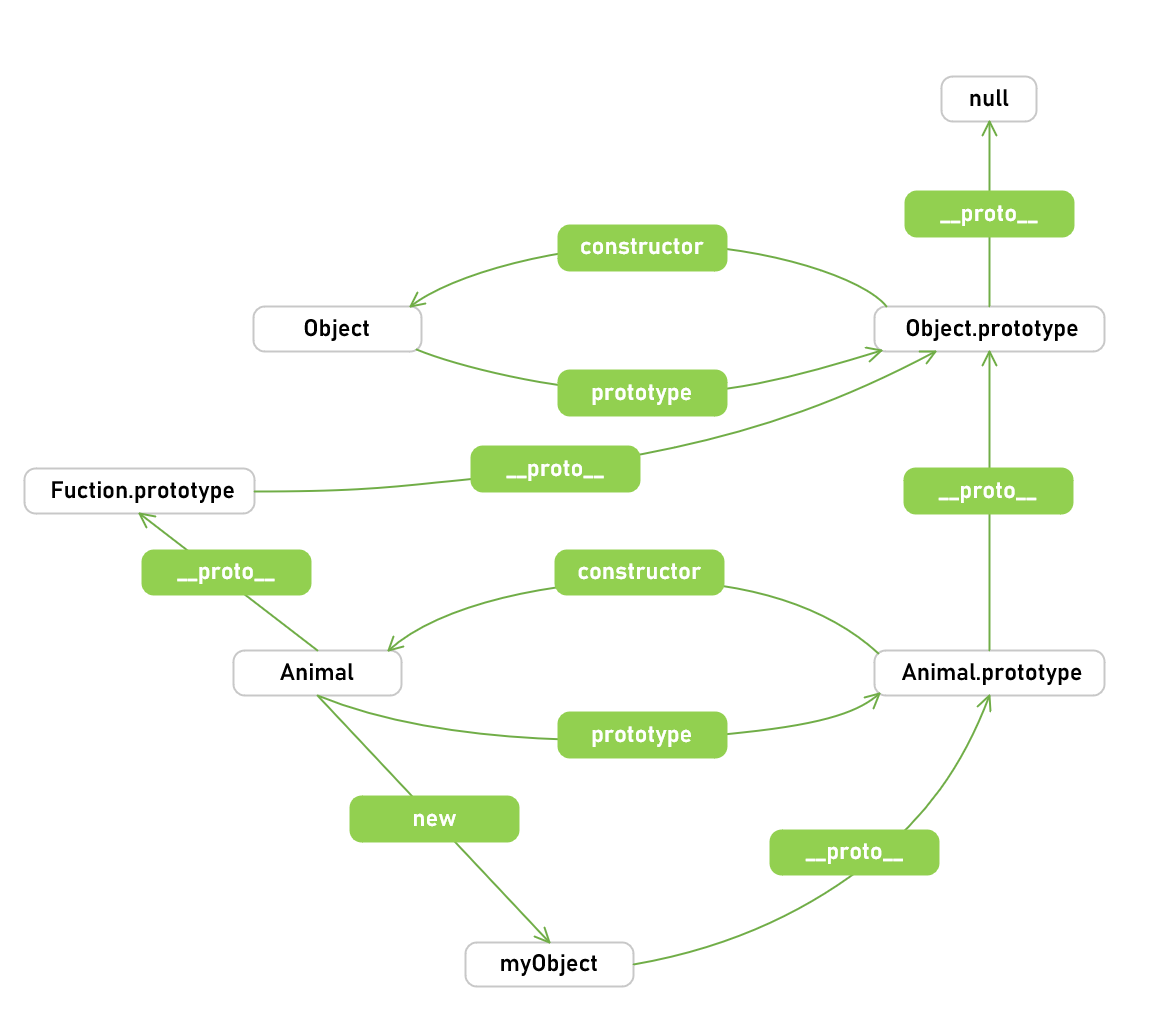 null
__proto__
constructor
Object
Object.prototype
prototype
__proto__
Fuction.prototype
__proto__
__proto__
constructor
Animal
Animal.prototype
prototype
new
__proto__
myObject